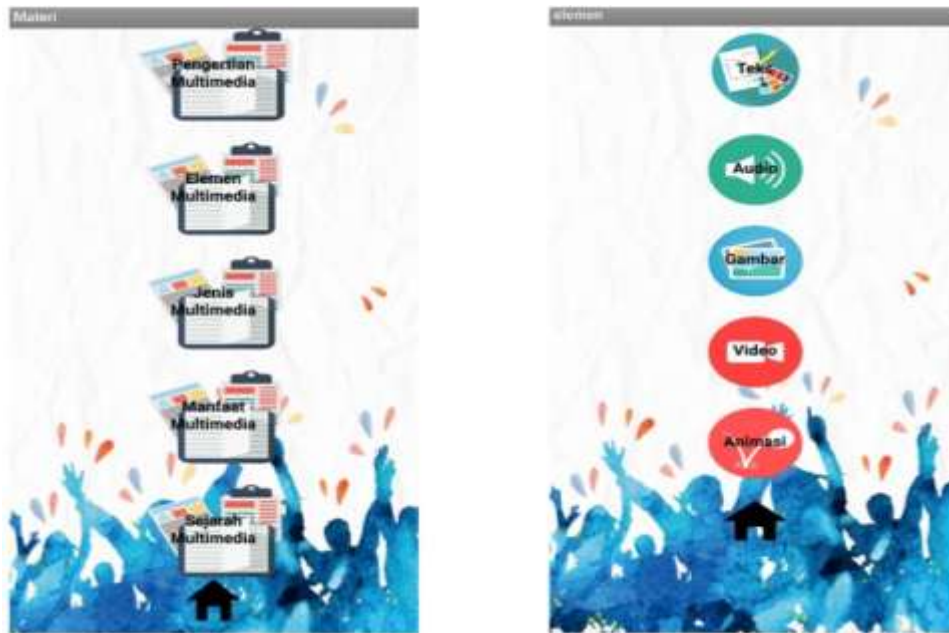 Materi
Pengertian
Multimedia
Elemen
Multimedia
Jenis
Multimedia
Manfaat
Multimedia
Sejarah
Multimedia
elemen
Teks
Audio
Gambar
Video
Animasi